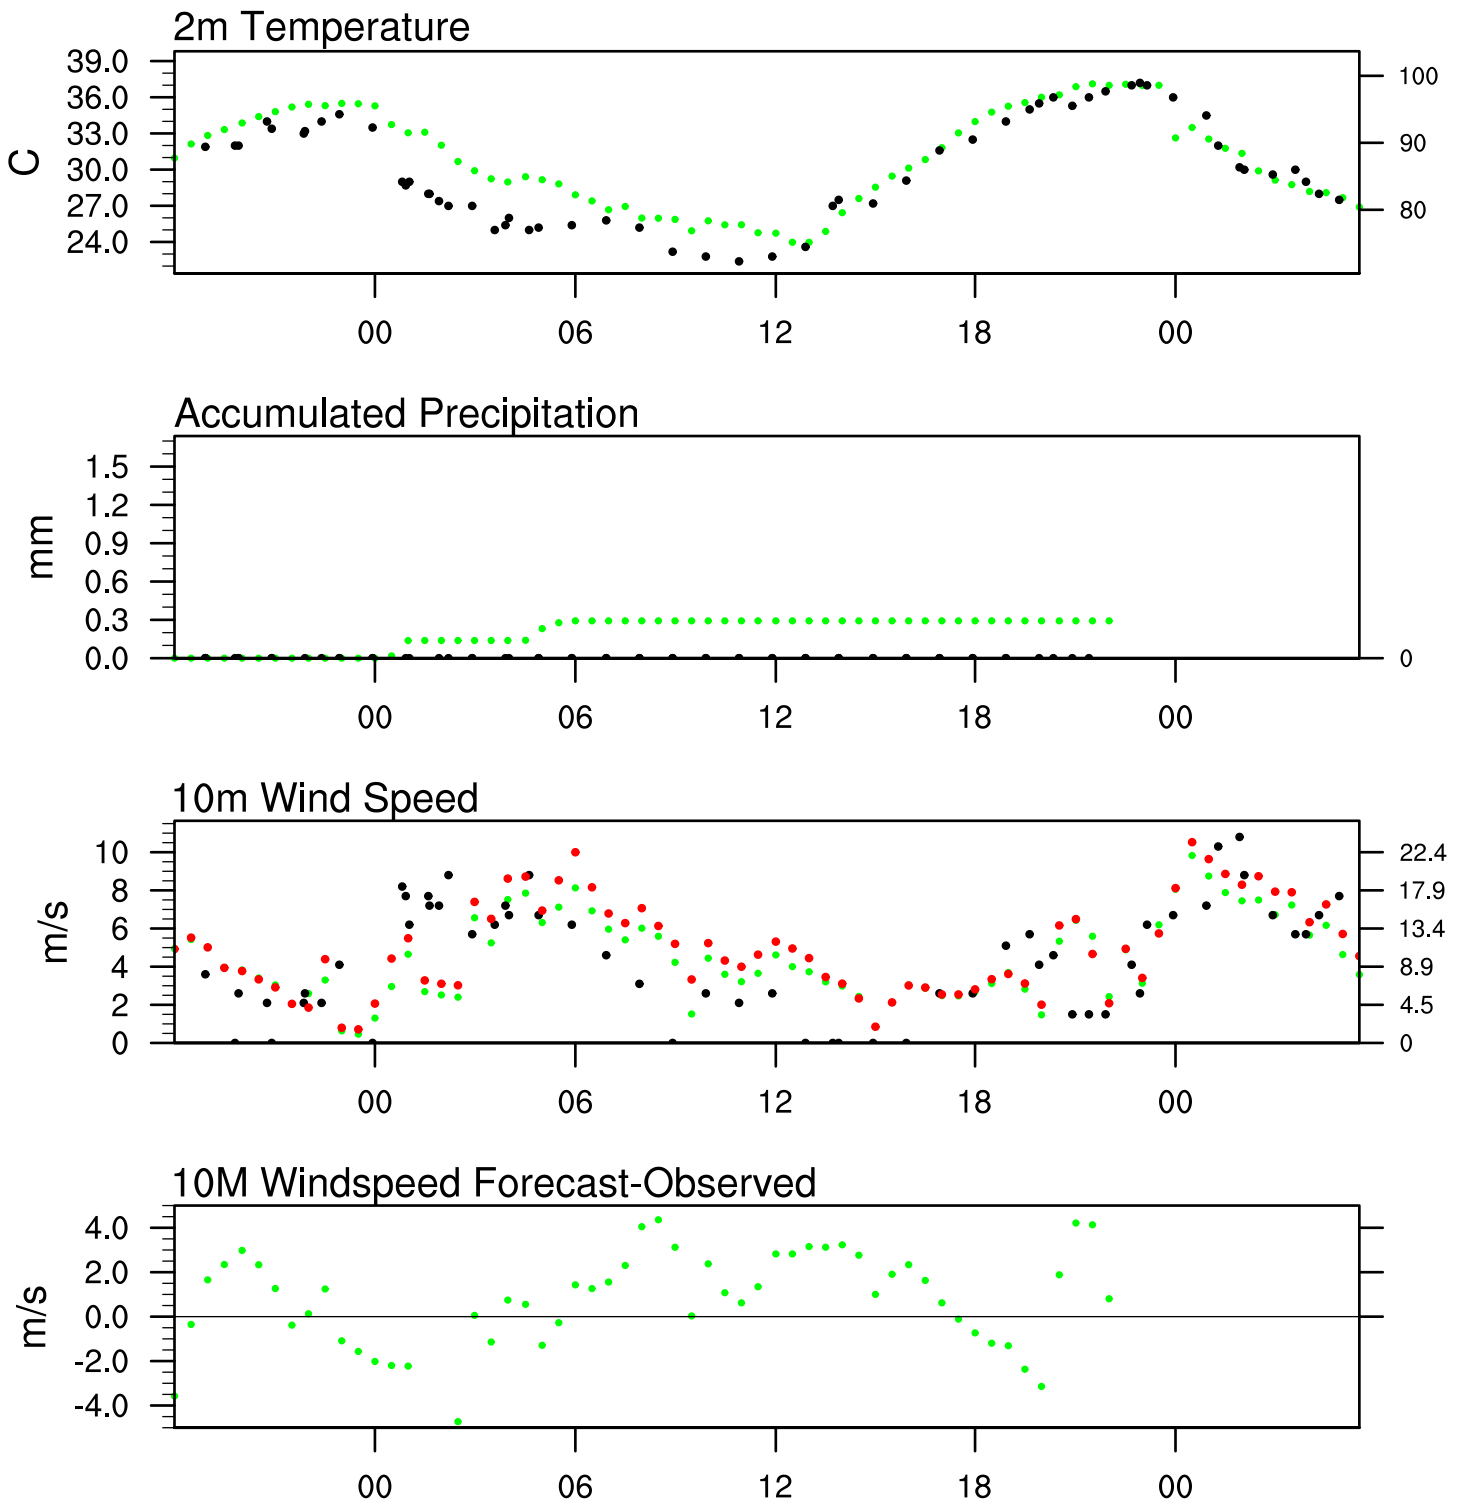 2m Temperature
39.0
36.0
33.0
30.0
27.0
24.0
C
100
90
80
00 06 12 18 00
Accumulated Precipitation
1.5
1.2
0.9
0.6
0.3
0.0
mm
0
00 06 12 18 00
10m Wind Speed
10
8
6
4
2
0
m/s
22.4
17.9
13.4
8.9
4.5
0
00 06 12 18 00
10M Windspeed Forecast-Observed
4.0
2.0
0.0
-2.0
-4.0
m/s
00 06 12 18 00